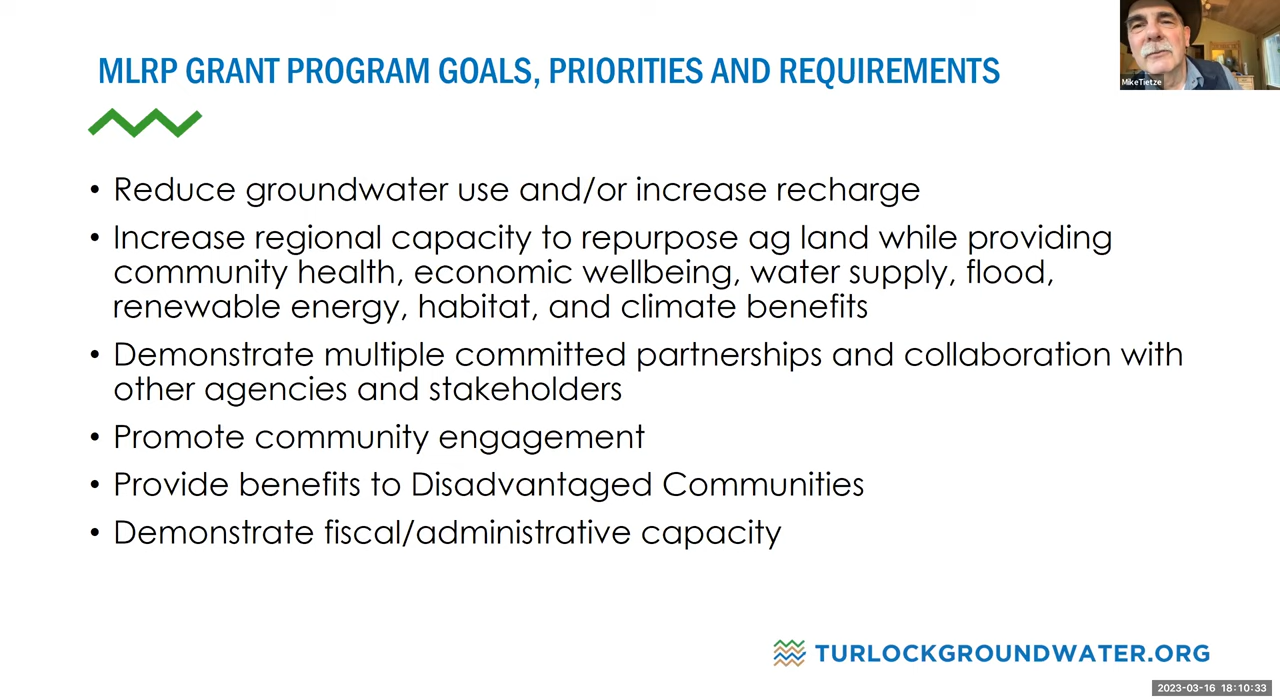 MLRP GRANT PROGRAM GOALS, PRIORITIES AND REQUIREMENTS
MikeTietze
• Reduce groundwater use and/or increase recharge
• Increase regional capacity to repurpose ag land while providing
community health, economic wellbeing, water supply, flood,
renewable energy, habitat, and climate benefits
• Demonstrate multiple committed partnerships and collaboration with
other agencies and stakeholders
• Promote community engagement
• Provide benefits to Disadvantaged Communities
• Demonstrate fiscal/administrative capacity
TURLOCKGROUNDWATER.ORG
2023-03-16 18:10:33